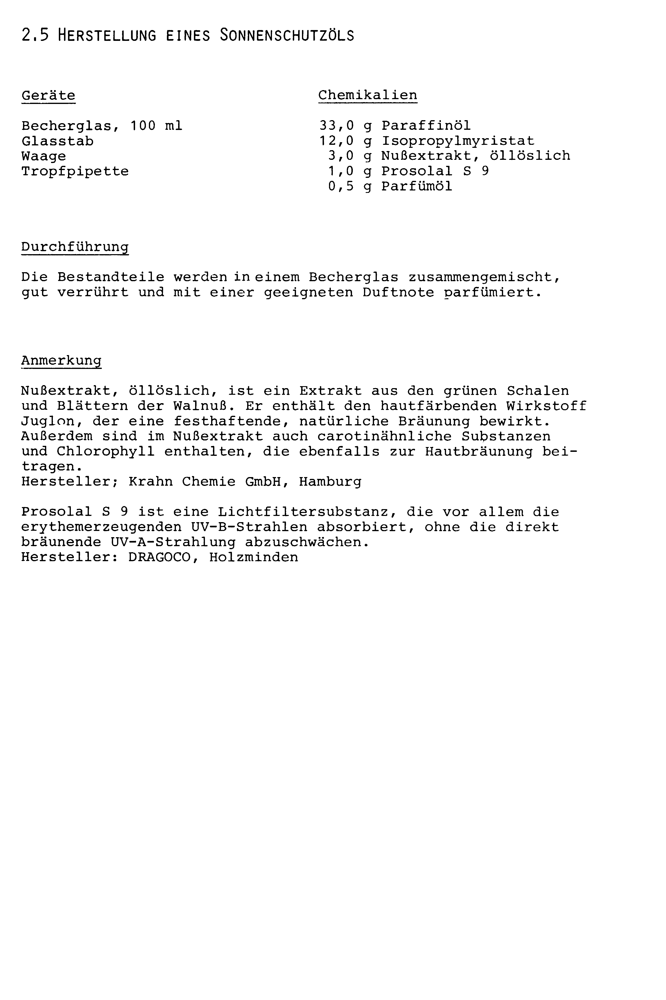 2.5 HERSTELLUNG EINES SONNENSCHUTZÖLS
Geräte
Becherglas, 100 ml
Glasstab
Waage
Tropfpipette
Chemikalien
33,0 g Paraffinöl
12,0 g Isopropylmyristat
3,0 g Nußextrakt, öllöslich
1,0 g Prosolal S 9
0,5 g Parfümöl
Durchführung
Die Bestandteile werden in einem Becherglas zusammengemischt,
gut verrührt und mit einer geeigneten Duftnote parfümiert.
Anmerkung
Nußextrakt, öllöslich, ist ein Extrakt aus den grünen Schalen
und Blättern der Walnuß. Er enthält den hautfärbenden Wirkstoff
Juglon, der eine festhaftende, natürliche Bräunung bewirkt.
Außerdem sind im Nußextrakt auch carotinähnliche Substanzen
und Chlorophyll enthalten, die ebenfalls zur Hautbräunung bei-
tragen.
Hersteller; Krahn Chemie GmbH, Hamburg
Prosolal S 9 ist eine Lichtfiltersubstanz, die vor allem die
erythemerzeugenden UV-B-Strahlen absorbiert, ohne die direkt
bräunende UV-A-Strahlung abzuschwächen.
Hersteller: DRAGOCO, Holzminden